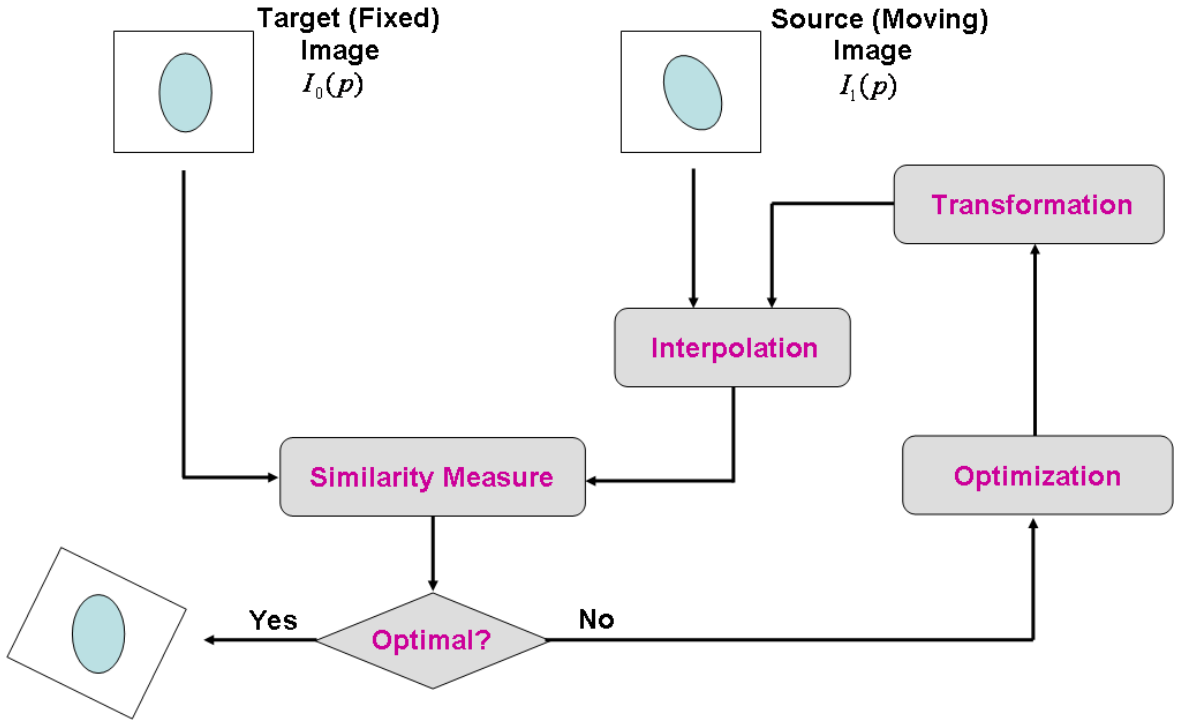 Target (Fixed)
Image
I₀(p)
Source (Moving)
Image
I₁(p)
Transformation
Interpolation
Similarity Measure
Optimization
Yes
Optimal?
No